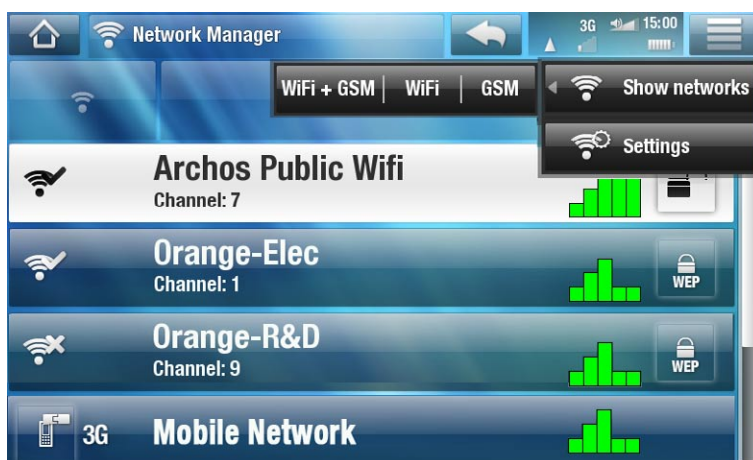 Network Manager
3G 15:00
WiFi + GSM WiFi GSM
Show networks
Settings
Archos Public Wifi
Channel: 7
Orange-Elec
Channel: 1
WEP
Orange-R&D
Channel: 9
WEP
3G Mobile Network